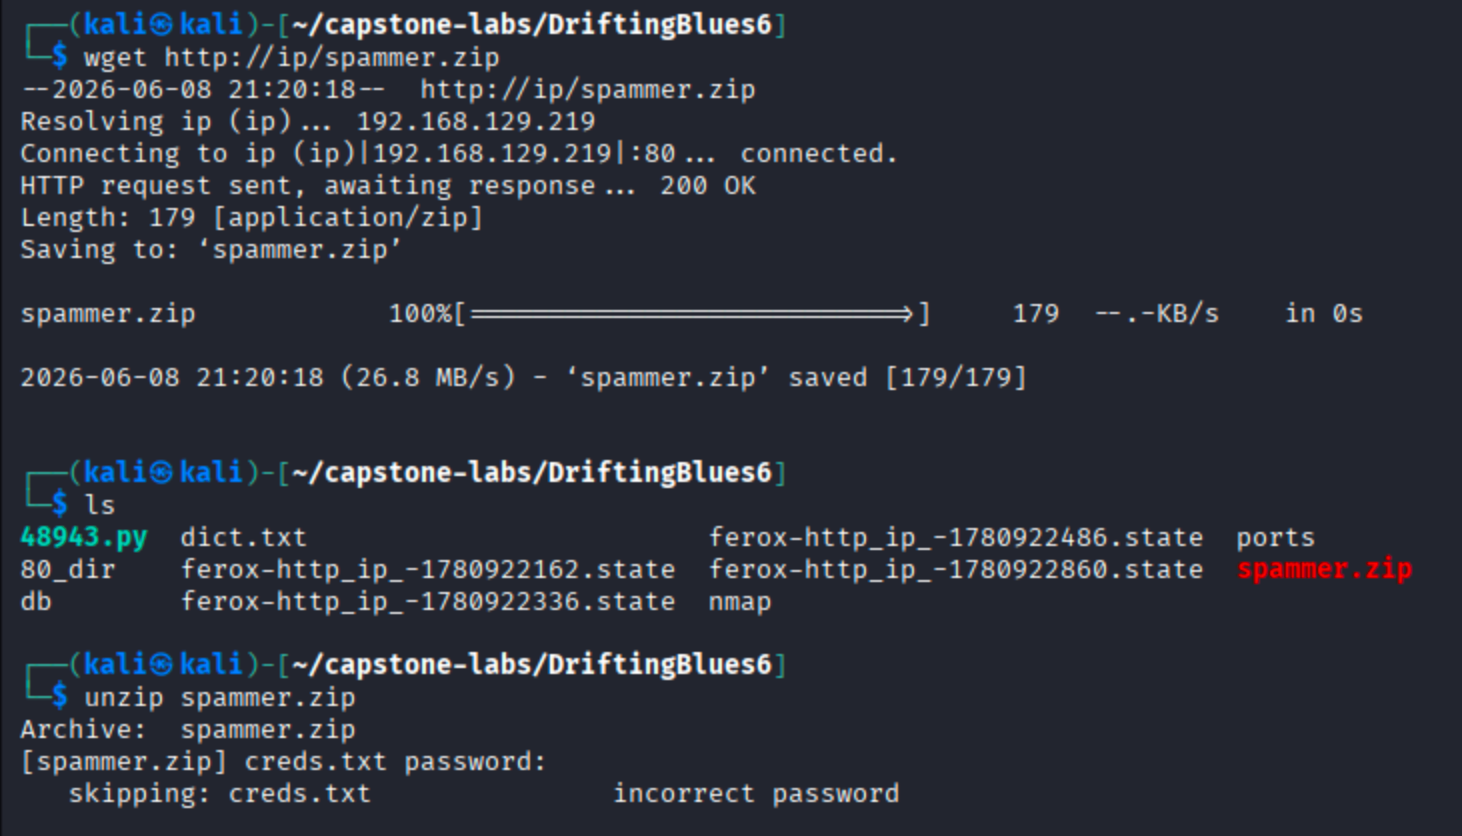 ┌──(kali㉿kali)-[~/capstone-labs/DriftingBlues6]
└─$ wget http://ip/spammer.zip
--2026-06-08 21:20:18--  http://ip/spammer.zip
Resolving ip (ip)... 192.168.129.219
Connecting to ip (ip)|192.168.129.219|:80... connected.
HTTP request sent, awaiting response... 200 OK
Length: 179 [application/zip]
Saving to: ‘spammer.zip’
spammer.zip            100%[===========================>]     179  --.-KB/s    in 0s
2026-06-08 21:20:18 (26.8 MB/s) - ‘spammer.zip’ saved [179/179]
┌──(kali㉿kali)-[~/capstone-labs/DriftingBlues6]
└─$ ls
48943.py  dict.txt                         ferox-http_ip_-1780922486.state  ports
80_dir    ferox-http_ip_-1780922162.state  ferox-http_ip_-1780922860.state  spammer.zip
db        ferox-http_ip_-1780922336.state  nmap
┌──(kali㉿kali)-[~/capstone-labs/DriftingBlues6]
└─$ unzip spammer.zip
Archive:  spammer.zip
[spammer.zip] creds.txt password:
   skipping: creds.txt               incorrect password